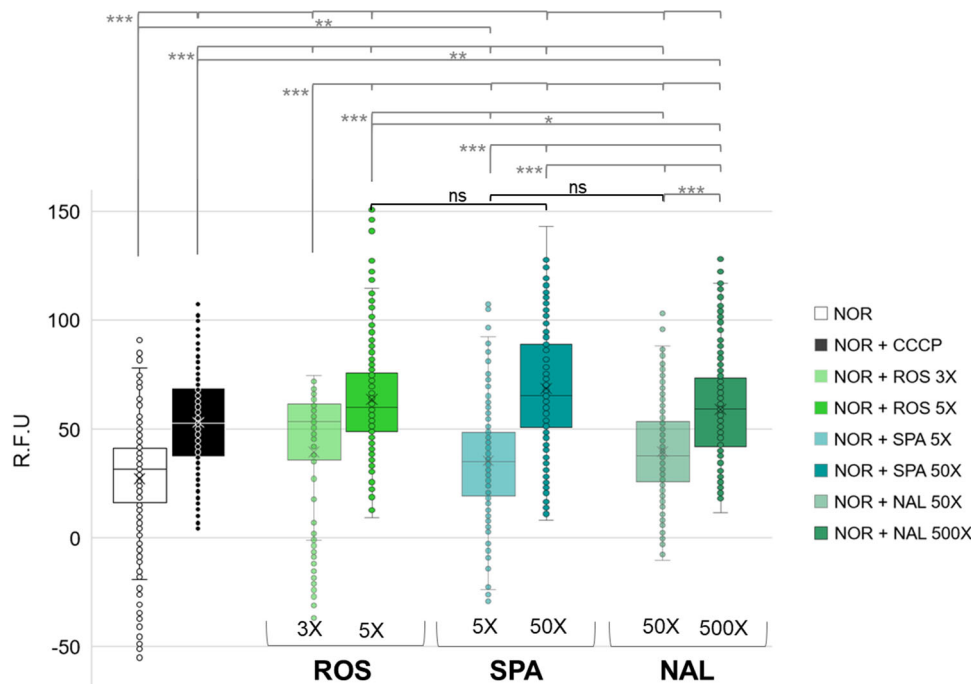 ***
**
***
**
***
***
*
***
***
ns
ns
***
150
100
50
0
-50
R.F.U
3X
5X
5X
50X
50X
500X
ROS
SPA
NAL
NOR
NOR + CCCP
NOR + ROS 3X
NOR + ROS 5X
NOR + SPA 5X
NOR + SPA 50X
NOR + NAL 50X
NOR + NAL 500X